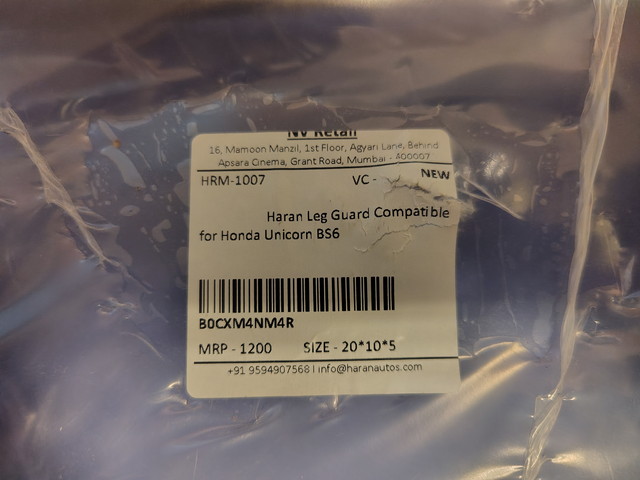 NV Retail
16, Mamoon Manzil, 1st Floor, Agyari Lane, Behind
Apsara Cinema, Grant Road, Mumbai - 400007
HRM-1007 VC - NEW
Haran Leg Guard Compatible
for Honda Unicorn BS6
B0CXM4NM4R
MRP - 1200 SIZE - 20*10*5
+91 9594907568 | info@haranautos.com